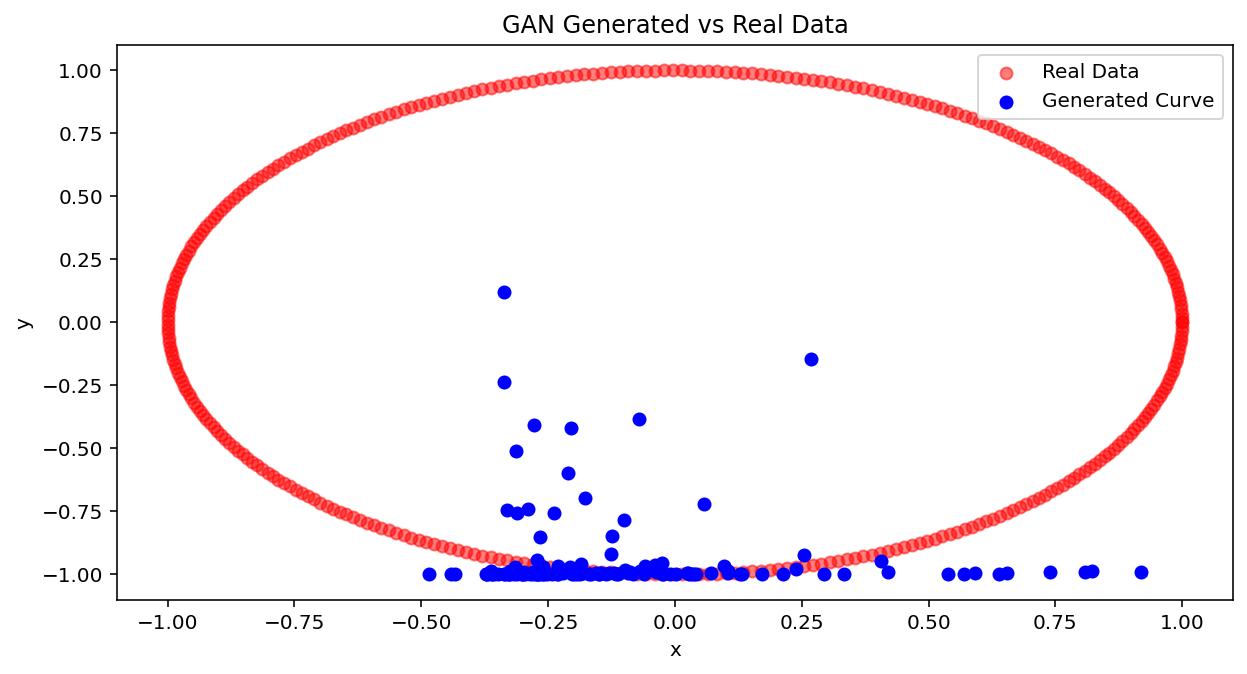 GAN Generated vs Real Data
Real Data
Generated Curve
1.00
0.75
0.50
0.25
0.00
−0.25
−0.50
−0.75
−1.00
y
−1.00 −0.75 −0.50 −0.25 0.00 0.25 0.50 0.75 1.00
x